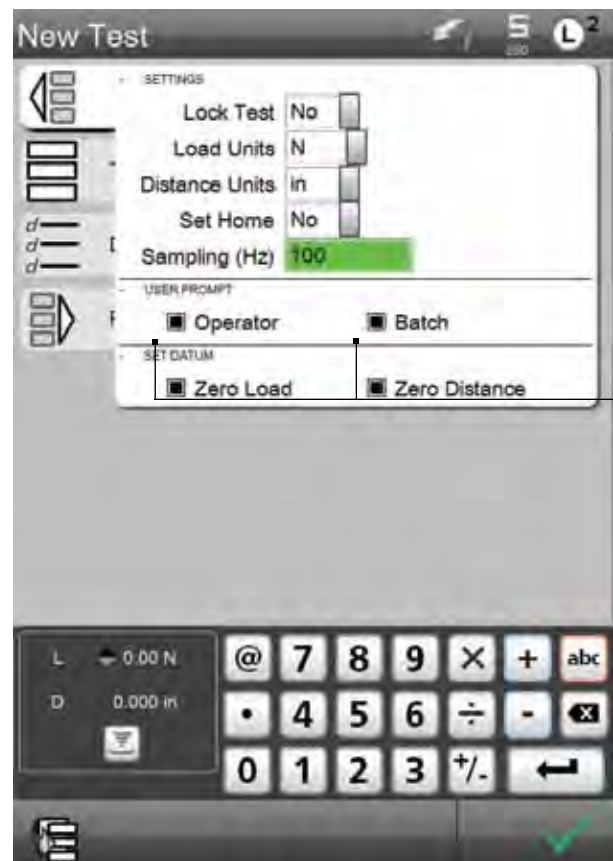 New Test
L 2
SETTINGS
Lock Test No
Load Units N
Distance Units in
Set Home No
Sampling (Hz) 100
USER PROMPT
Operator Batch
SET DATUM
Zero Load Zero Distance
d
d
d
L 0.00 N
D 0.000 in
@ 7 8 9 × + abc
• 4 5 6 ÷ -
0 1 2 3 +/-